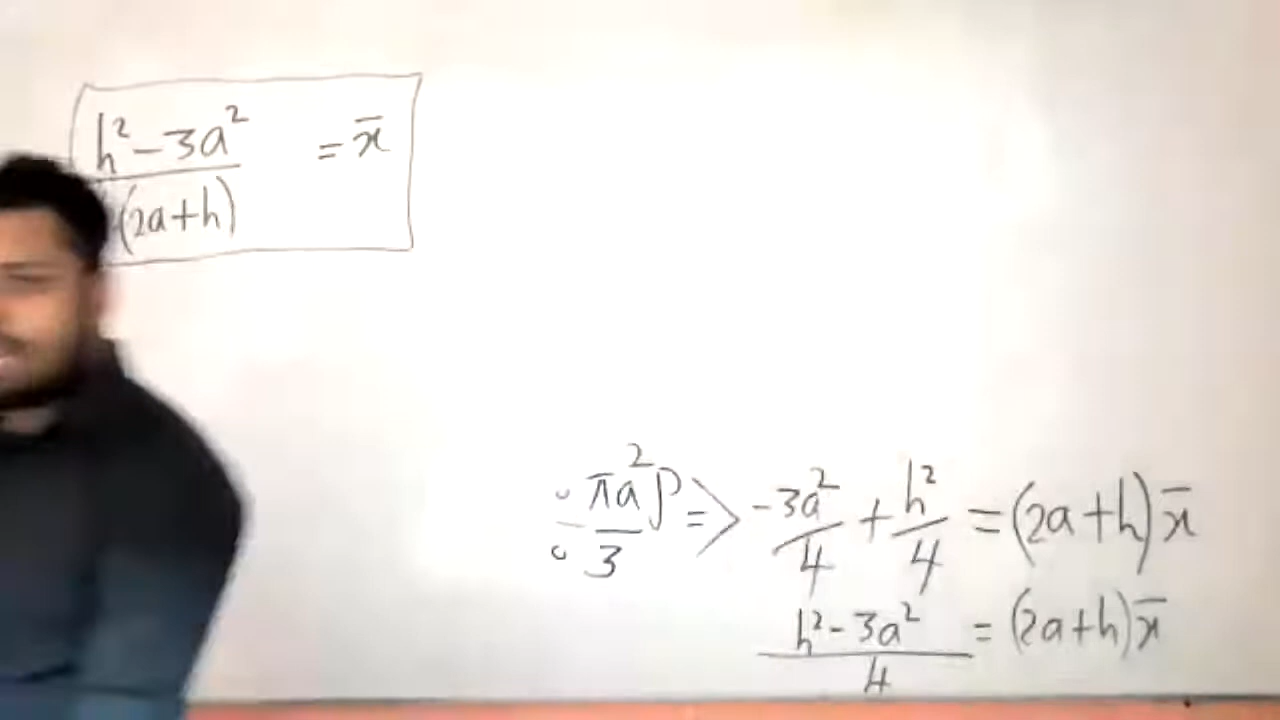 h² - 3a² = x̄
(2a+h)
÷ πa²ρ/3 => -3a²/4 + h²/4 = (2a+h)x̄
h² - 3a²/4 = (2a+h)x̄